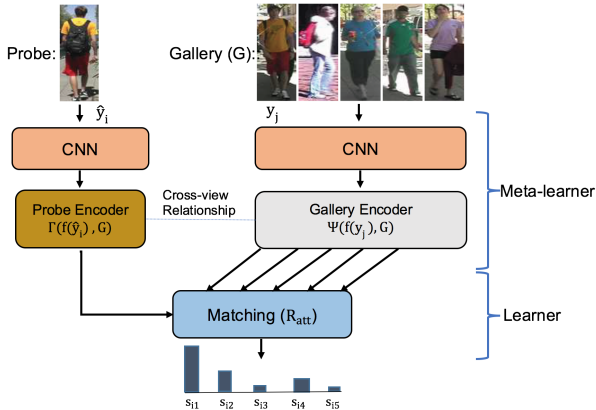 Probe:
Gallery (G):
ŷᵢ
yⱼ
CNN
CNN
Meta-learner
Probe Encoder
Γ(f(ŷᵢ) , G)
Cross-view
Relationship
Gallery Encoder
Ψ(f(yⱼ), G)
Matching (Rₐₜₜ)
Learner
sᵢ₁ sᵢ₂ sᵢ₃ sᵢ₄ sᵢ₅